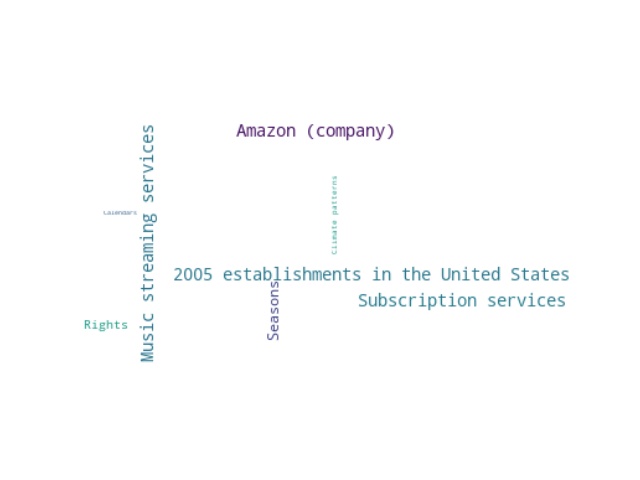 Amazon (company)
Music streaming services
Climate patterns
Calendars
2005 establishments in the United States
Subscription services
Seasons
Rights